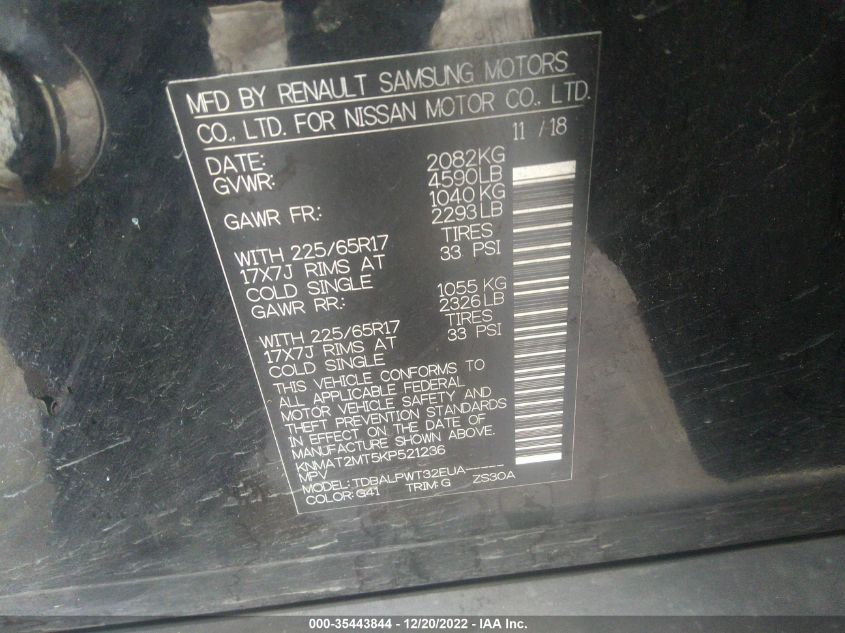 MFD BY RENAULT SAMSUNG MOTORS
CO., LTD. FOR NISSAN MOTOR CO., LTD.
DATE: 11 / 18
GVWR: 2082KG
4590LB
GAWR FR.: 1040 KG
2293 LB
WITH 225/65R17 TIRES
17X7J RIMS AT 33 PSI
COLD SINGLE
GAWR RR.: 1055 KG
2326 LB
WITH 225/65R17 TIRES
17X7J RIMS AT 33 PSI
COLD SINGLE
THIS VEHICLE CONFORMS TO
ALL APPLICABLE FEDERAL
MOTOR VEHICLE SAFETY AND
THEFT PREVENTION STANDARDS
IN EFFECT ON THE DATE OF
MANUFACTURE SHOWN ABOVE.
KNMAT2MT5KP521236
MPV
MODEL: TDBALPWT32EUA-----
COLOR: G41 TRIM: G ZS30A
000-35443844 - 12/20/2022 - IAA Inc.